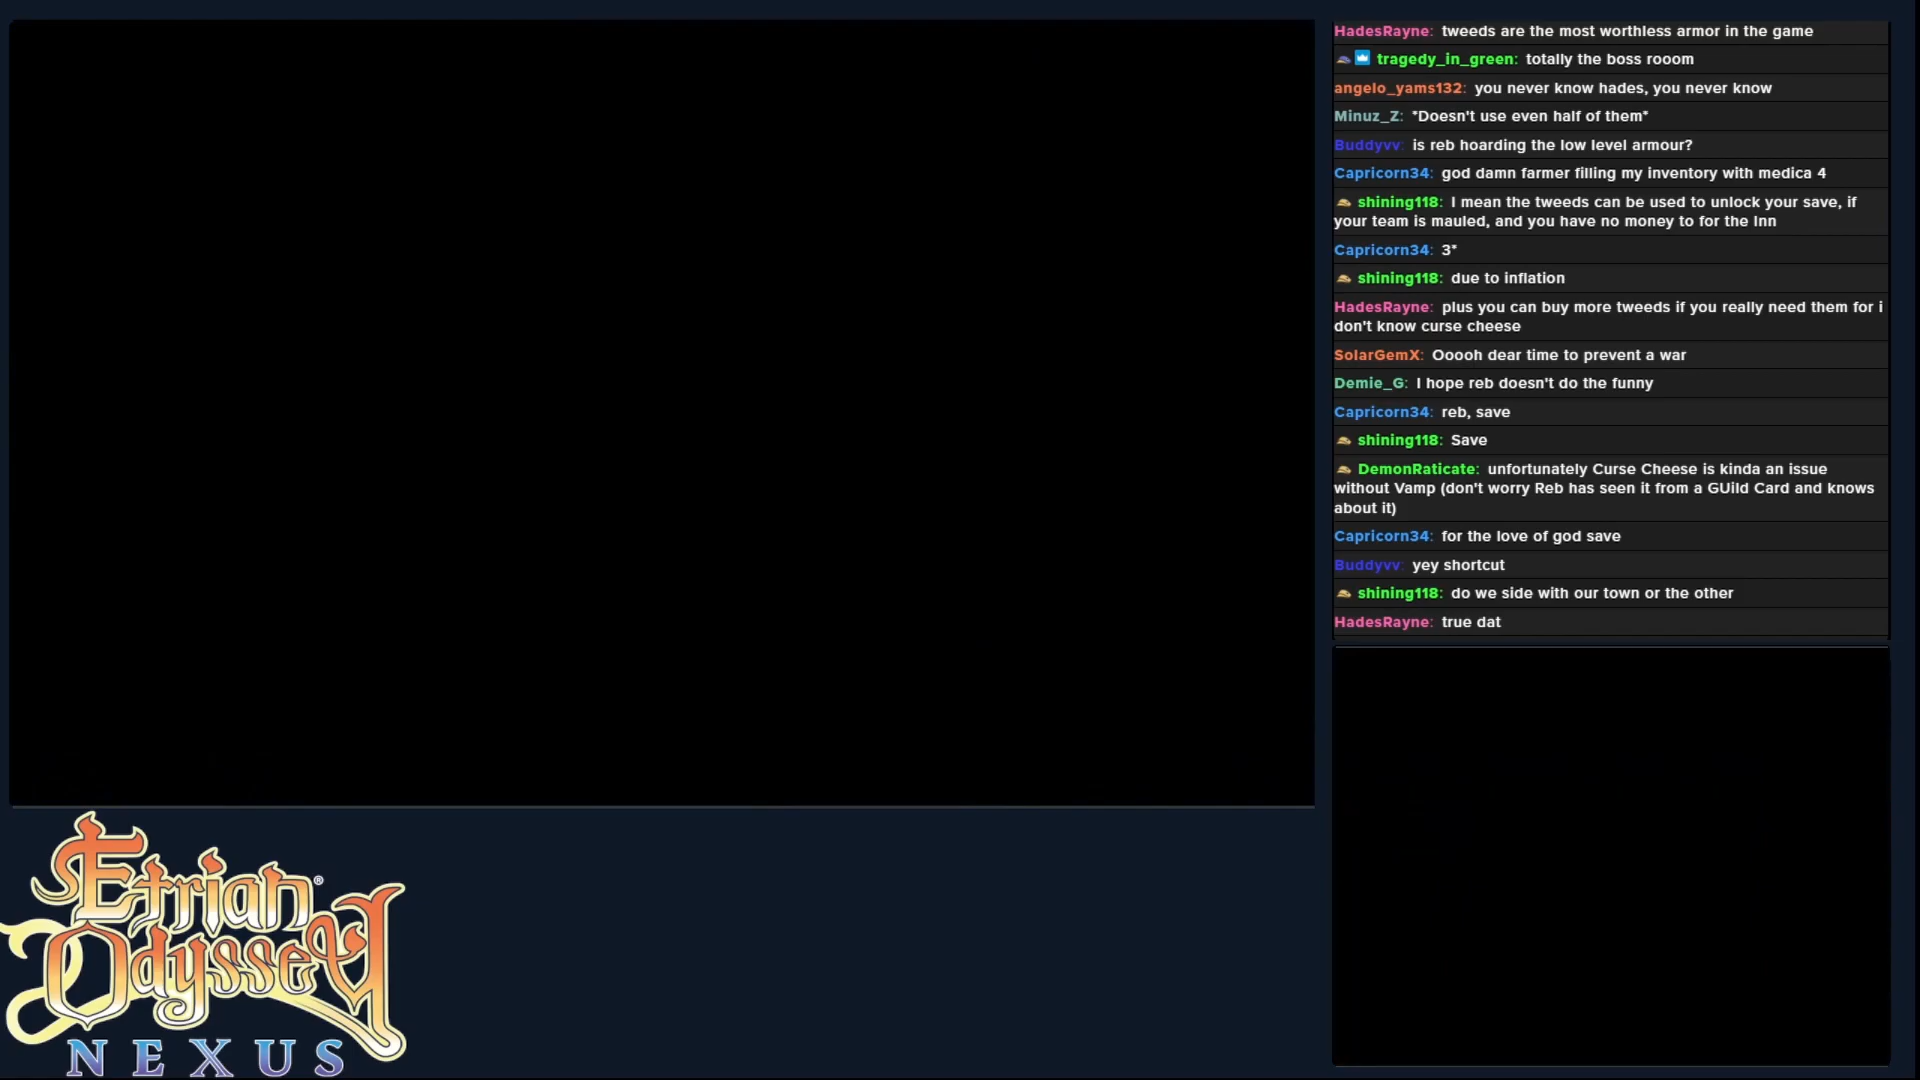 HadesRayne: tweeds are the most worthless armor in the game
tragedy_in_green: totally the boss rooom
angelo_yams132: you never know hades, you never know
Minuz_Z: *Doesn't use even half of them*
Buddyvv: is reb hoarding the low level armour?
Capricorn34: god damn farmer filling my inventory with medica 4
shining118: I mean the tweeds can be used to unlock your save, if
your team is mauled, and you have no money to for the Inn
Capricorn34: 3*
shining118: due to inflation
HadesRayne: plus you can buy more tweeds if you really need them for i
don't know curse cheese
SolarGemX: Ooooh dear time to prevent a war
Demie_G: I hope reb doesn't do the funny
Capricorn34: reb, save
shining118: Save
DemonRaticate: unfortunately Curse Cheese is kinda an issue
without Vamp (don't worry Reb has seen it from a GUild Card and knows
about it)
Capricorn34: for the love of god save
Buddyvv: yey shortcut
shining118: do we side with our town or the other
HadesRayne: true dat
Etrian®
Odyssey
NEXUS